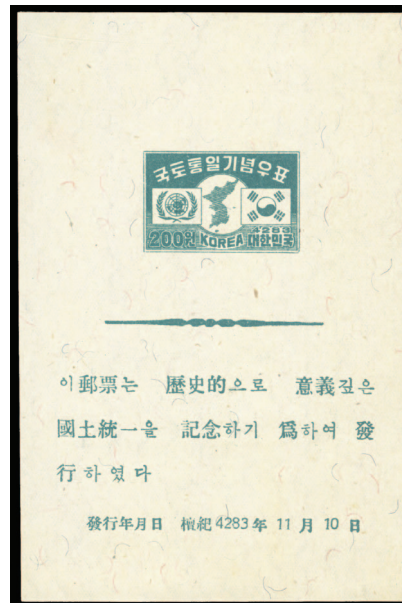 국토통일기념우표
4283
200원 KOREA 대한민국
이 郵票는 歷史的으로 意義깊은
國土統一을 記念하기 爲하여 發
行하였다
發行年月日 檀紀 4283年 11月 10日